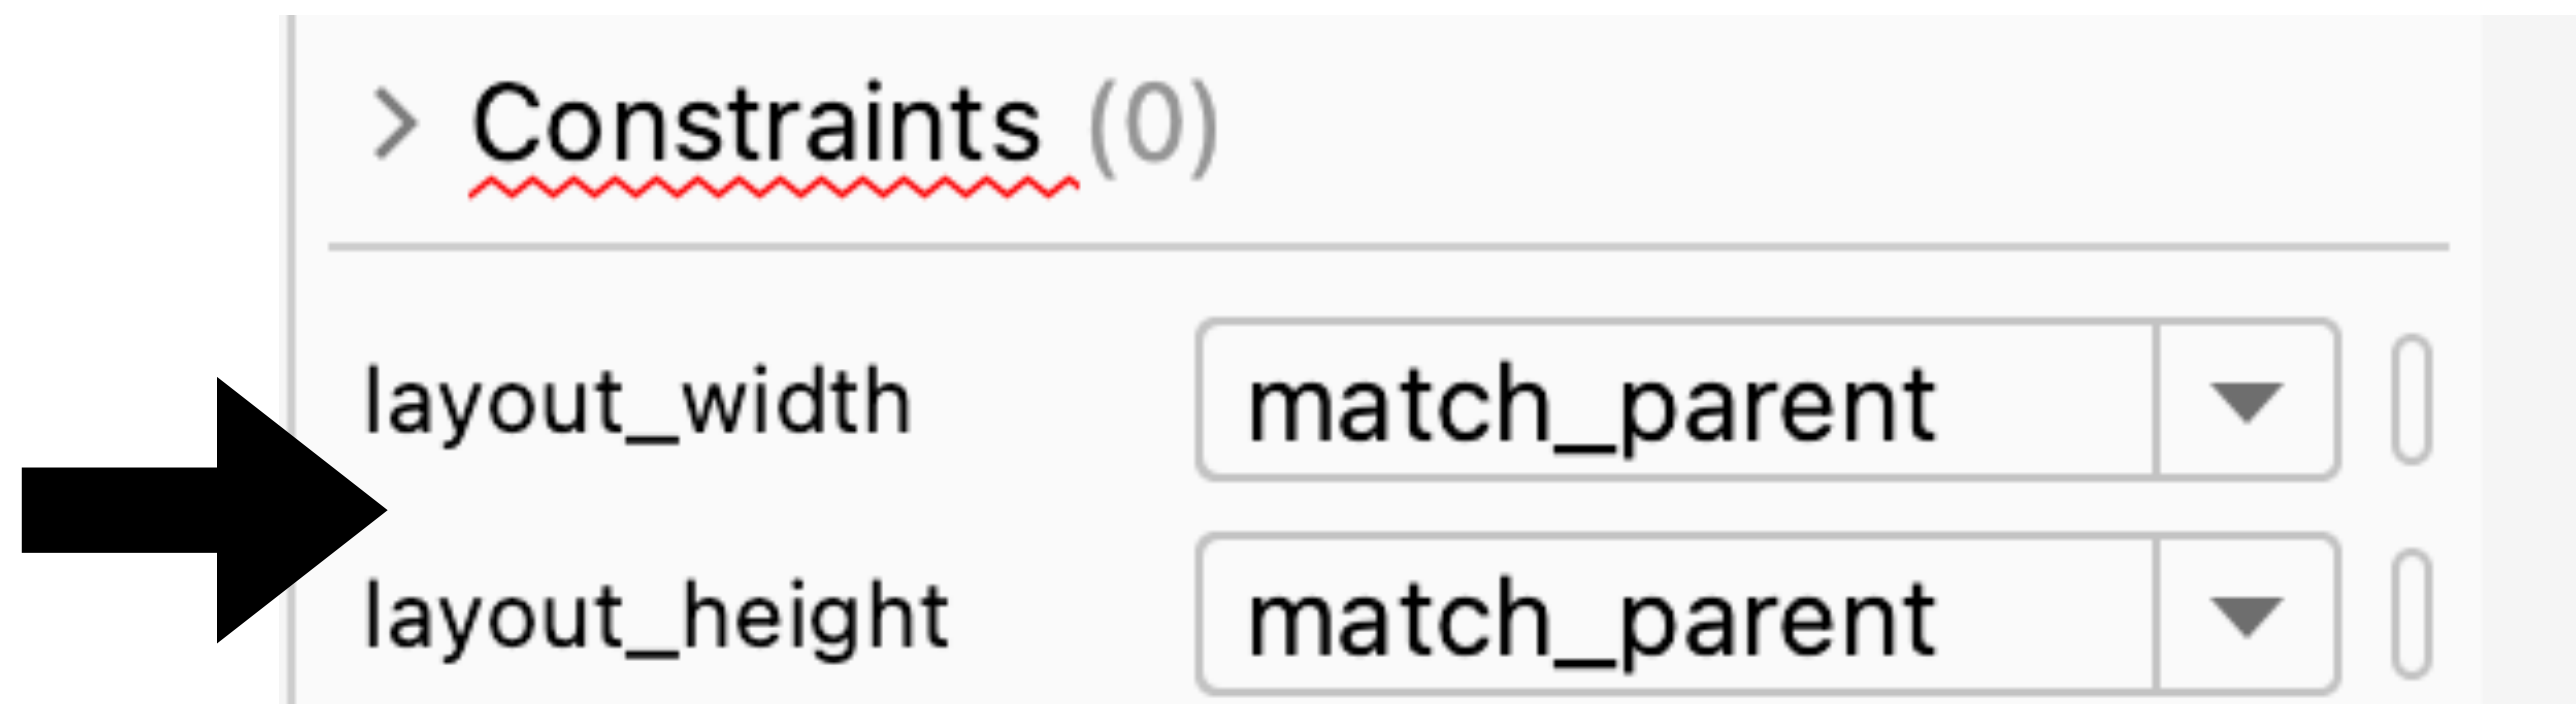 Constraints (0)
layout_width match_parent
layout_height match_parent